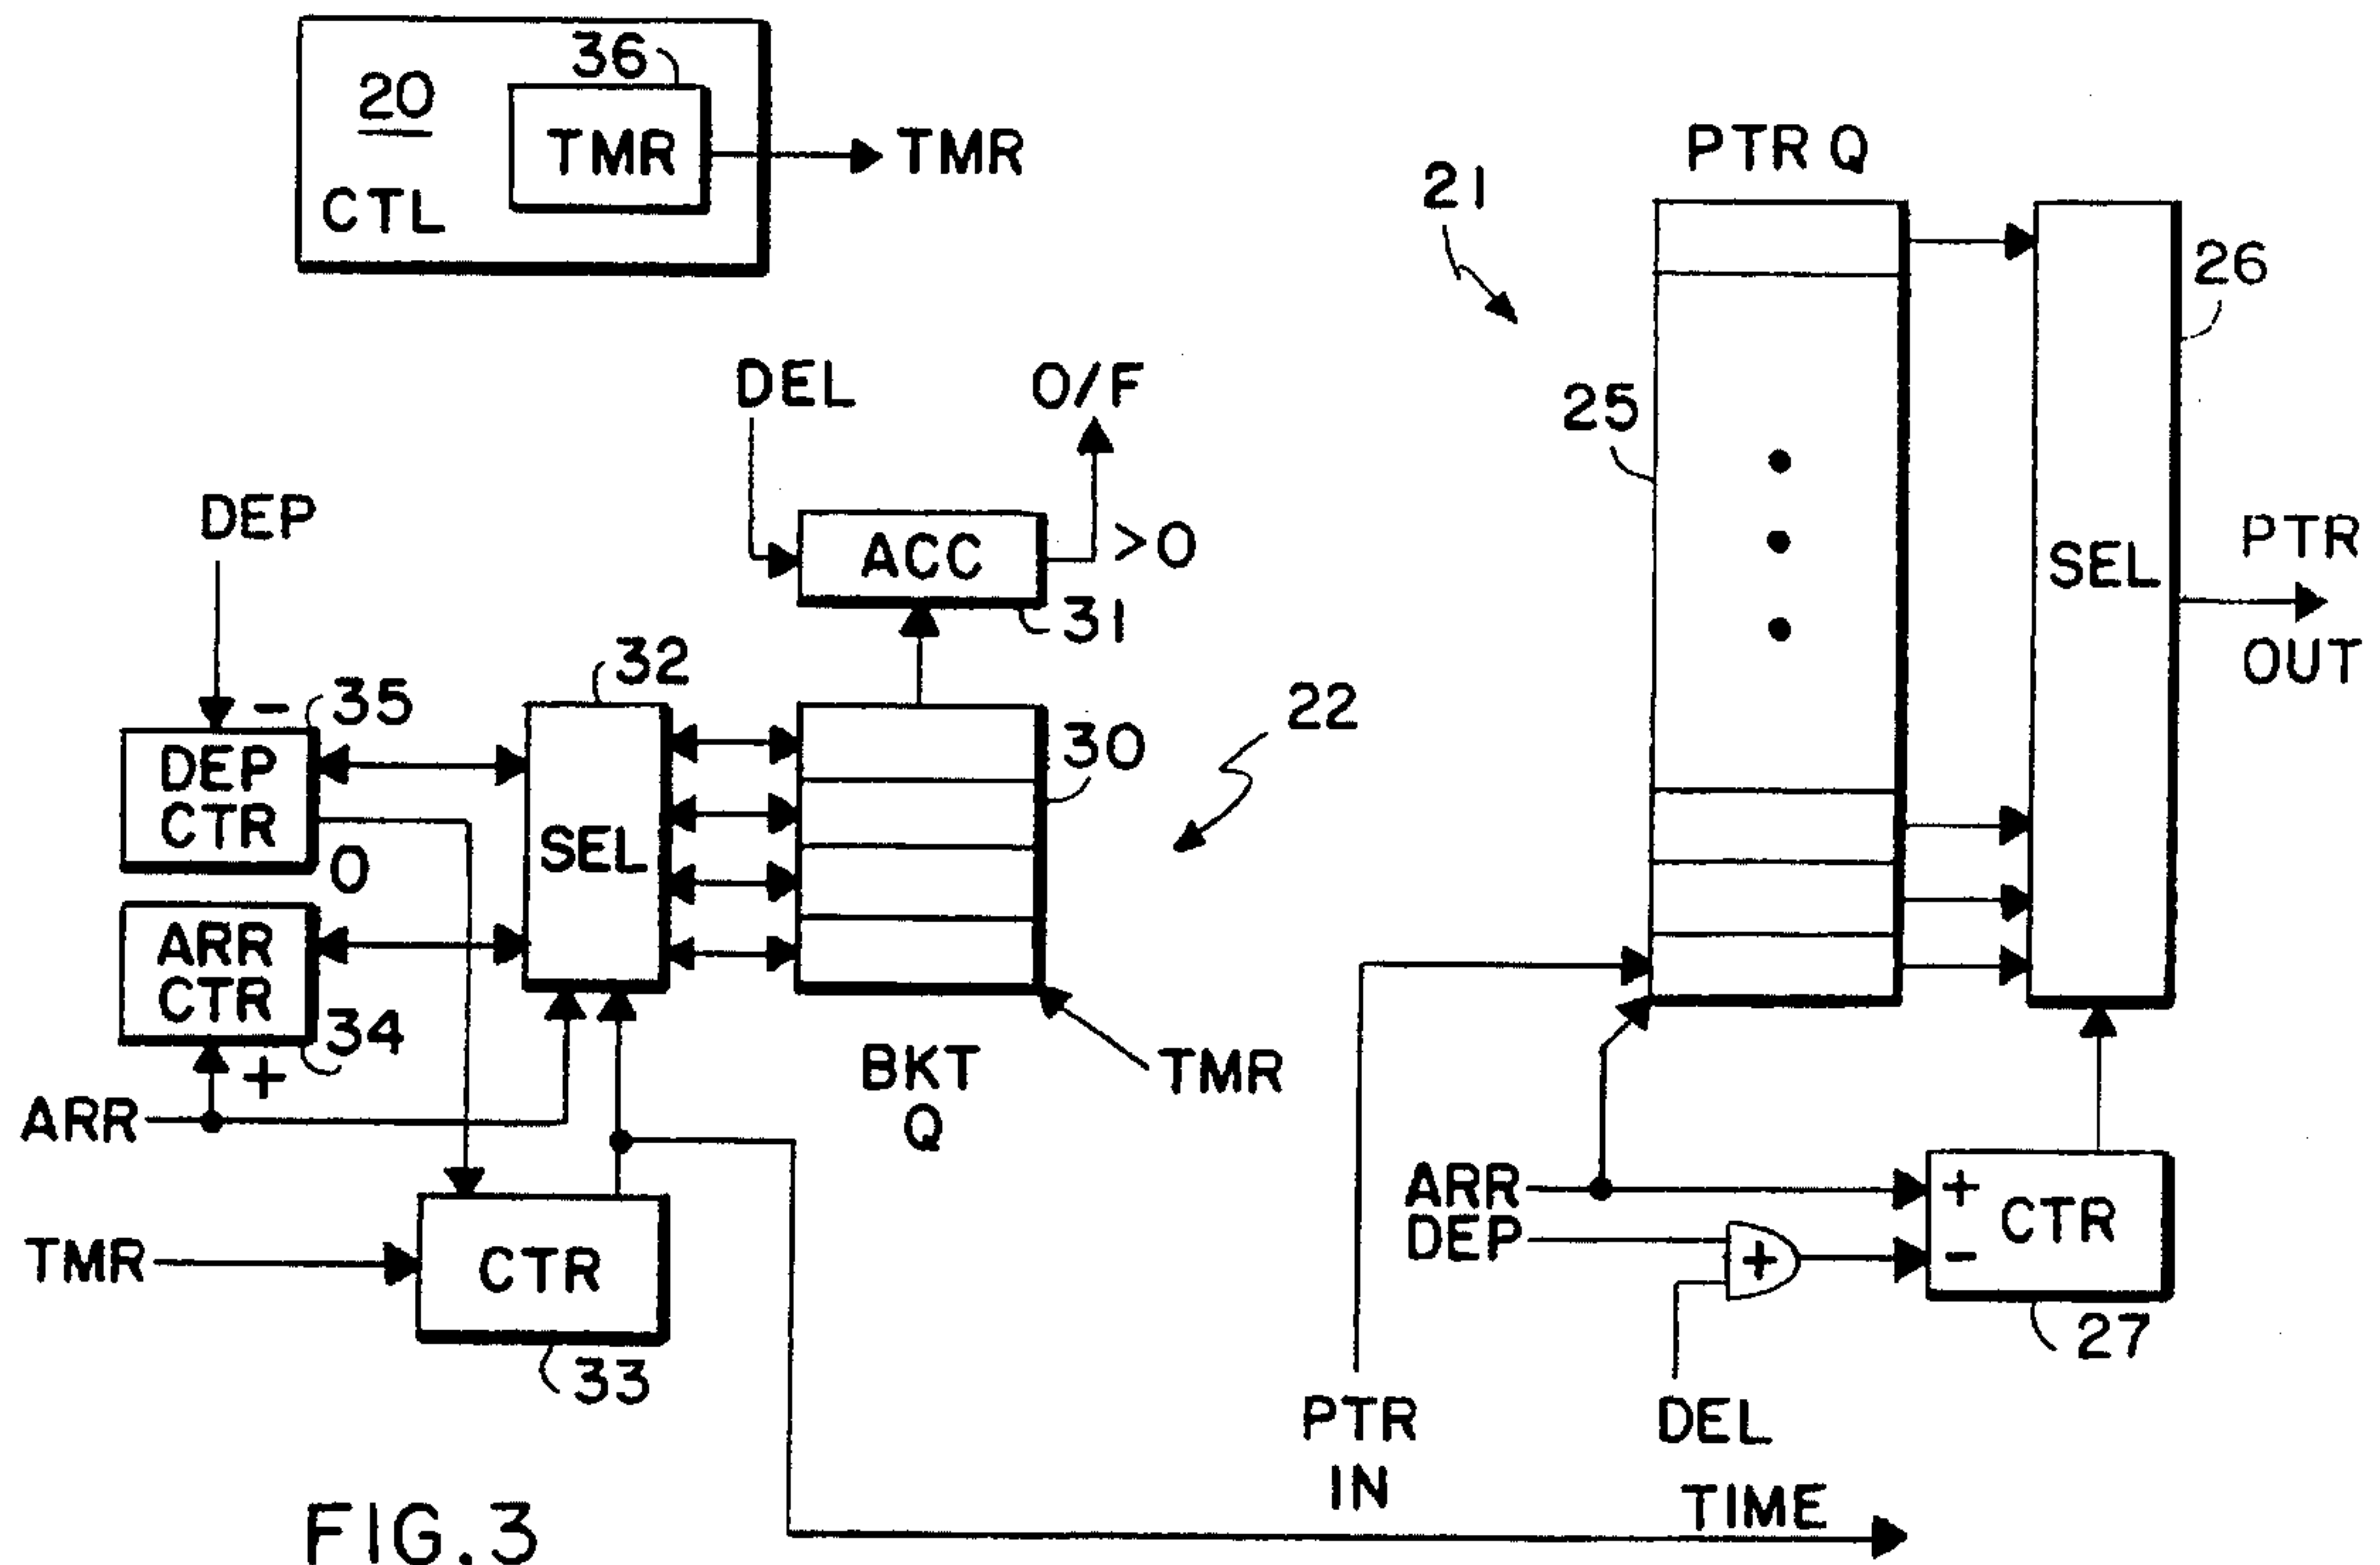 36
20
TMR
TMR
CTL
PTR Q
21
26
DEL
O/F
25
DEP
ACC
>0
31
SEL
PTR
OUT
32
35
-
22
30
DEP
CTR
SEL
0
ARR
CTR
34
+
BKT
Q
TMR
ARR
ARR
DEP
+
-
+
CTR
TMR
CTR
27
33
PTR
IN
DEL
TIME
FIG.3